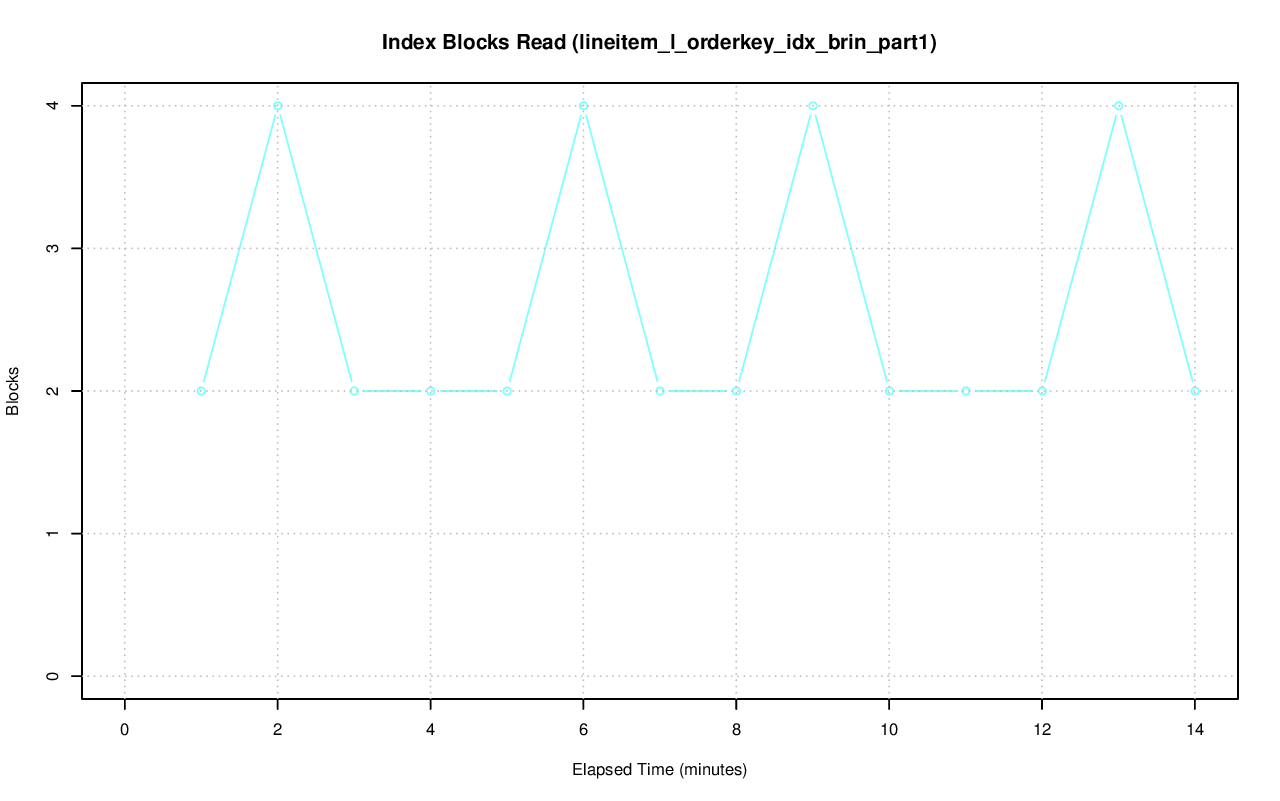 Index Blocks Read (lineitem_l_orderkey_idx_brin_part1)
4
3
2
1
0
Blocks
0 2 4 6 8 10 12 14
Elapsed Time (minutes)